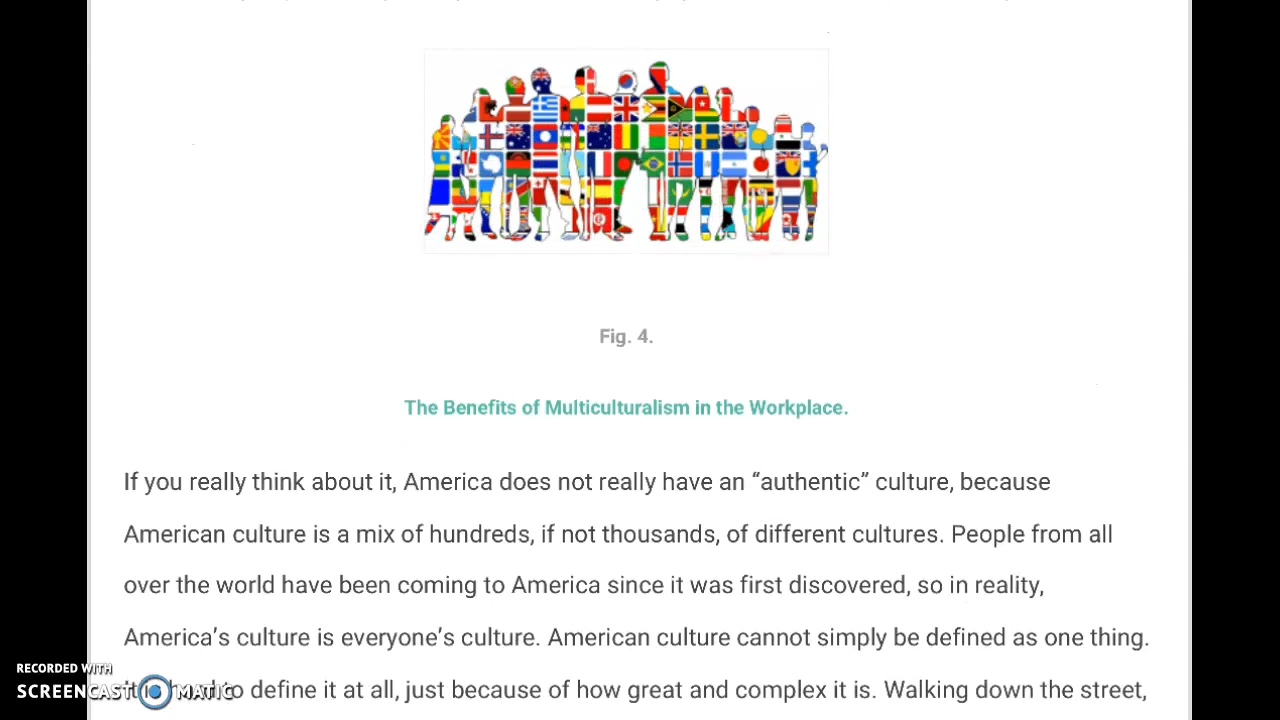 Fig. 4.
The Benefits of Multiculturalism in the Workplace.
If you really think about it, America does not really have an “authentic” culture, because
American culture is a mix of hundreds, if not thousands, of different cultures. People from all
over the world have been coming to America since it was first discovered, so in reality,
America’s culture is everyone’s culture. American culture cannot simply be defined as one thing.
to define it at all, just because of how great and complex it is. Walking down the street,
RECORDED WITH
SCREENCAST MATIC